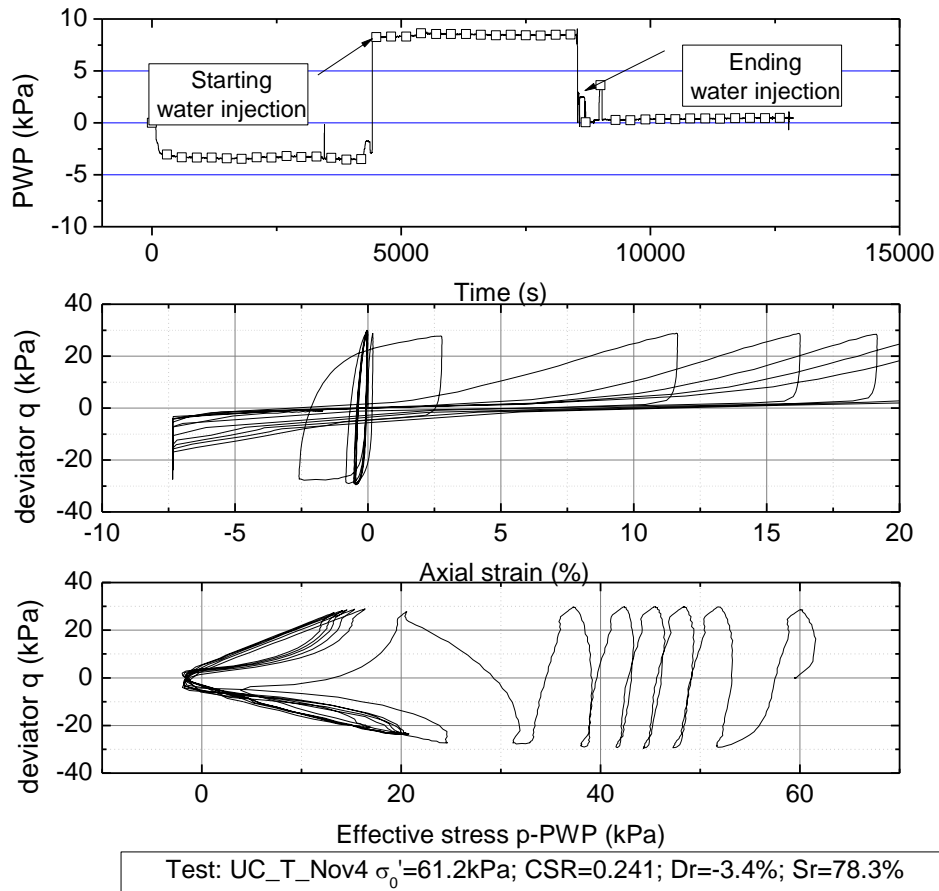 10
5
0
-5
-10
PWP (kPa)
Starting
water injection
Ending
water injection
0 5000 10000 15000
Time (s)
40
20
0
-20
-40
deviator q (kPa)
-10 -5 0 5 10 15 20
Axial strain (%)
40
20
0
-20
-40
deviator q (kPa)
0 20 40 60
Effective stress p-PWP (kPa)
Test: UC_T_Nov4 σ0'=61.2kPa; CSR=0.241; Dr=-3.4%; Sr=78.3%